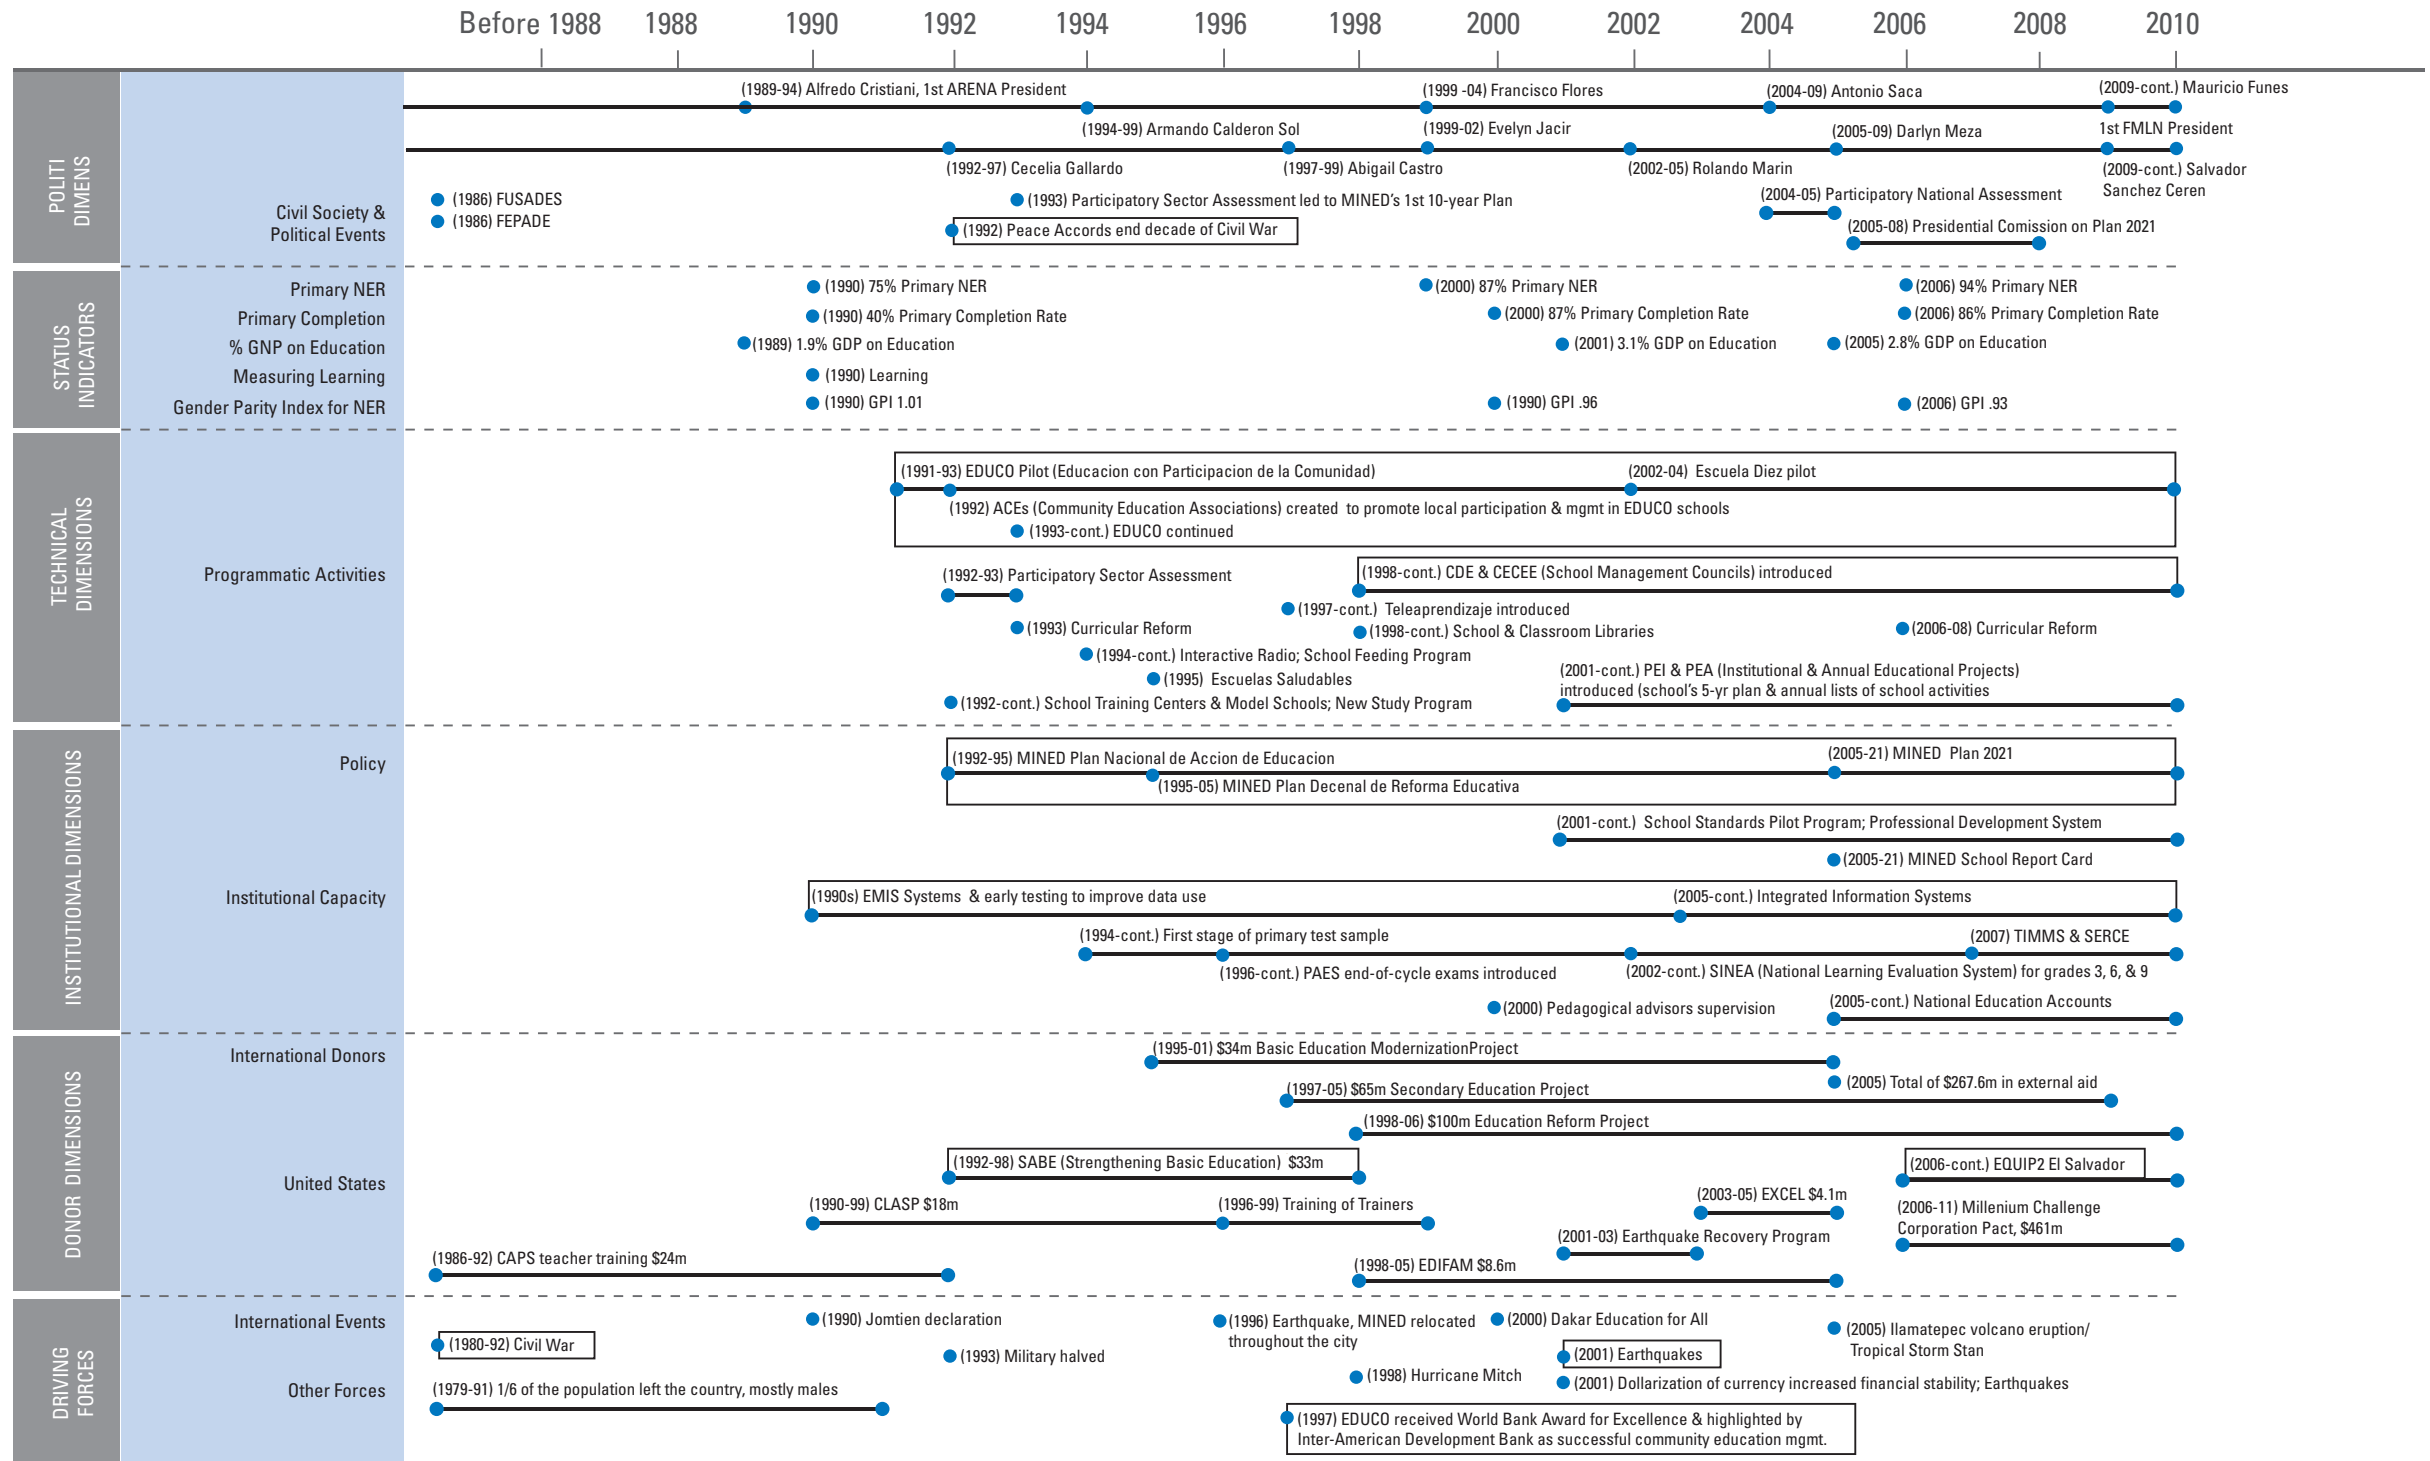 Before 1988 1988 1990 1992 1994 1996 1998 2000 2002 2004 2006 2008 2010
POLITI
DIMENS
(1989-94) Alfredo Cristiani, 1st ARENA President
(1999 -04) Francisco Flores
(2004-09) Antonio Saca
(2009-cont.) Mauricio Funes
(1994-99) Armando Calderon Sol
(1999-02) Evelyn Jacir
(2005-09) Darlyn Meza
1st FMLN President
(1992-97) Cecelia Gallardo
(1997-99) Abigail Castro
(2002-05) Rolando Marin
(2009-cont.) Salvador
Sanchez Ceren
Civil Society &
Political Events
(1986) FUSADES
(1986) FEPADE
(1993) Participatory Sector Assessment led to MINED's 1st 10-year Plan
(1992) Peace Accords end decade of Civil War
(2004-05) Participatory National Assessment
(2005-08) Presidential Comission on Plan 2021
STATUS
INDICATORS
Primary NER
(1990) 75% Primary NER
(2000) 87% Primary NER
(2006) 94% Primary NER
Primary Completion
(1990) 40% Primary Completion Rate
(2000) 87% Primary Completion Rate
(2006) 86% Primary Completion Rate
% GNP on Education
(1989) 1.9% GDP on Education
(2001) 3.1% GDP on Education
(2005) 2.8% GDP on Education
Measuring Learning
(1990) Learning
Gender Parity Index for NER
(1990) GPI 1.01
(1990) GPI .96
(2006) GPI .93
TECHNICAL
DIMENSIONS
Programmatic Activities
(1991-93) EDUCO Pilot (Educacion con Participacion de la Comunidad)
(2002-04) Escuela Diez pilot
(1992) ACEs (Community Education Associations) created to promote local participation & mgmt in EDUCO schools
(1993-cont.) EDUCO continued
(1992-93) Participatory Sector Assessment
(1998-cont.) CDE & CECEE (School Management Councils) introduced
(1997-cont.) Teleaprendizaje introduced
(1993) Curricular Reform
(1998-cont.) School & Classroom Libraries
(2006-08) Curricular Reform
(1994-cont.) Interactive Radio; School Feeding Program
(1995) Escuelas Saludables
(2001-cont.) PEI & PEA (Institutional & Annual Educational Projects)
introduced (school's 5-yr plan & annual lists of school activities
(1992-cont.) School Training Centers & Model Schools; New Study Program
INSTITUTIONAL DIMENSIONS
Policy
(1992-95) MINED Plan Nacional de Accion de Educacion
(2005-21) MINED Plan 2021
(1995-05) MINED Plan Decenal de Reforma Educativa
(2001-cont.) School Standards Pilot Program; Professional Development System
(2005-21) MINED School Report Card
Institutional Capacity
(1990s) EMIS Systems & early testing to improve data use
(2005-cont.) Integrated Information Systems
(1994-cont.) First stage of primary test sample
(2007) TIMMS & SERCE
(1996-cont.) PAES end-of-cycle exams introduced
(2002-cont.) SINEA (National Learning Evaluation System) for grades 3, 6, & 9
(2000) Pedagogical advisors supervision
(2005-cont.) National Education Accounts
DONOR DIMENSIONS
International Donors
(1995-01) $34m Basic Education ModernizationProject
(2005) Total of $267.6m in external aid
(1997-05) $65m Secondary Education Project
(1998-06) $100m Education Reform Project
United States
(1992-98) SABE (Strengthening Basic Education) $33m
(2006-cont.) EQUIP2 El Salvador
(1990-99) CLASP $18m
(1996-99) Training of Trainers
(2003-05) EXCEL $4.1m
(2006-11) Millenium Challenge
Corporation Pact, $461m
(2001-03) Earthquake Recovery Program
(1986-92) CAPS teacher training $24m
(1998-05) EDIFAM $8.6m
DRIVING
FORCES
International Events
(1990) Jomtien declaration
(1996) Earthquake, MINED relocated
throughout the city
(2000) Dakar Education for All
(2005) Ilamatepec volcano eruption/
Tropical Storm Stan
(1980-92) Civil War
(1993) Military halved
(2001) Earthquakes
(1998) Hurricane Mitch
(2001) Dollarization of currency increased financial stability; Earthquakes
Other Forces
(1979-91) 1/6 of the population left the country, mostly males
(1997) EDUCO received World Bank Award for Excellence & highlighted by
Inter-American Development Bank as successful community education mgmt.